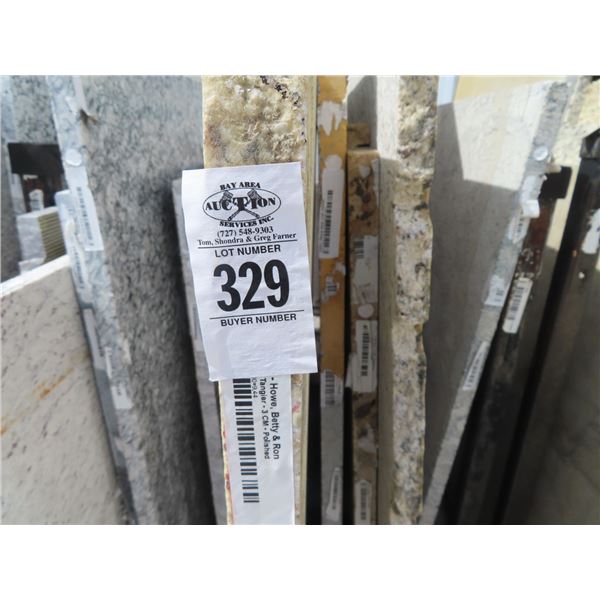 BAY AREA
AUCTION
SERVICES INC.
(727) 548-9303
Tom, Shondra & Greg Farner
LOT NUMBER
329
BUYER NUMBER
- Howe, Betty & Ron
Tangier - 3 CM - Polished